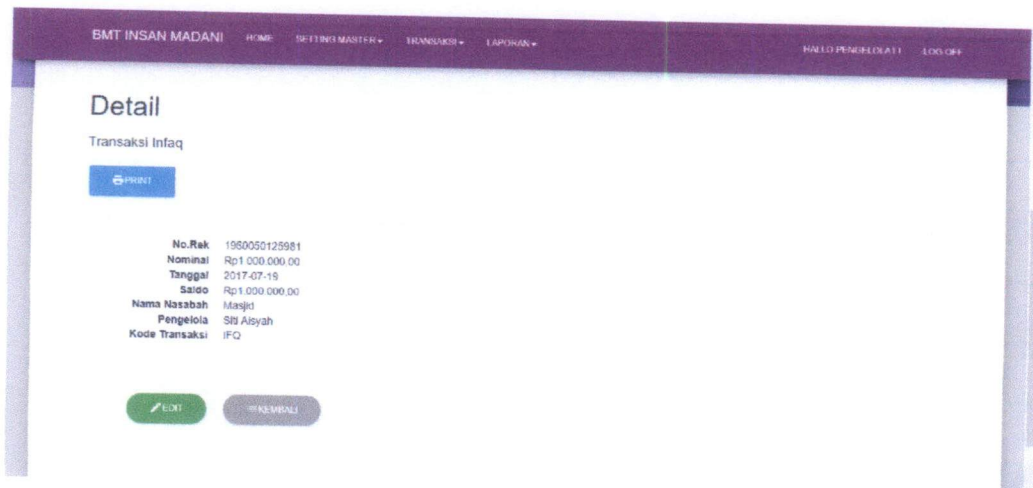 BMT INSAN MADANI HOME SETTING MASTER TRANSAKSI LAPORAN HALLO PENGELOLA11 LOG OFF
Detail
Transaksi Infaq
PRINT
No.Rek 1960050125981
Nominal Rp1.000.000,00
Tanggal 2017-07-19
Saldo Rp1.000.000,00
Nama Nasabah Masjid
Pengelola Siti Aisyah
Kode Transaksi IFQ
EDIT KEMBALI